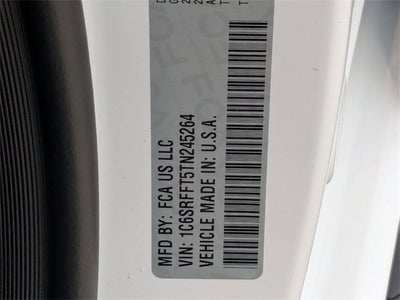 MFD BY: FCA US LLC
VIN: 1C6SRFFT5TN245264
VEHICLE MADE IN: U.S.A.